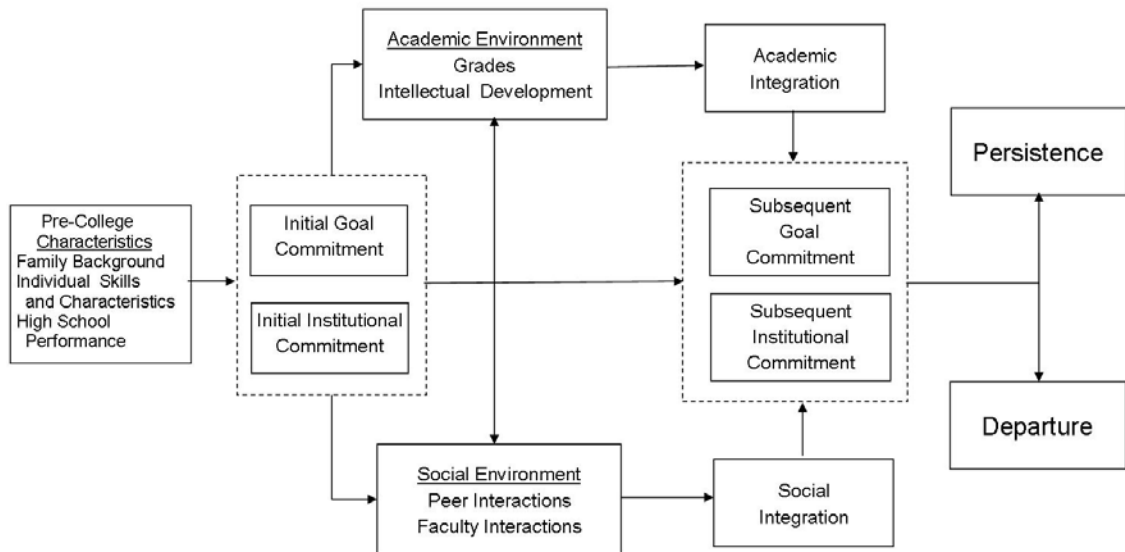 Pre-College
Characteristics
Family Background
Individual Skills
and Characteristics
High School
Performance
Initial Goal
Commitment
Initial Institutional
Commitment
Academic Environment
Grades
Intellectual Development
Social Environment
Peer Interactions
Faculty Interactions
Academic
Integration
Subsequent
Goal
Commitment
Subsequent
Institutional
Commitment
Social
Integration
Persistence
Departure